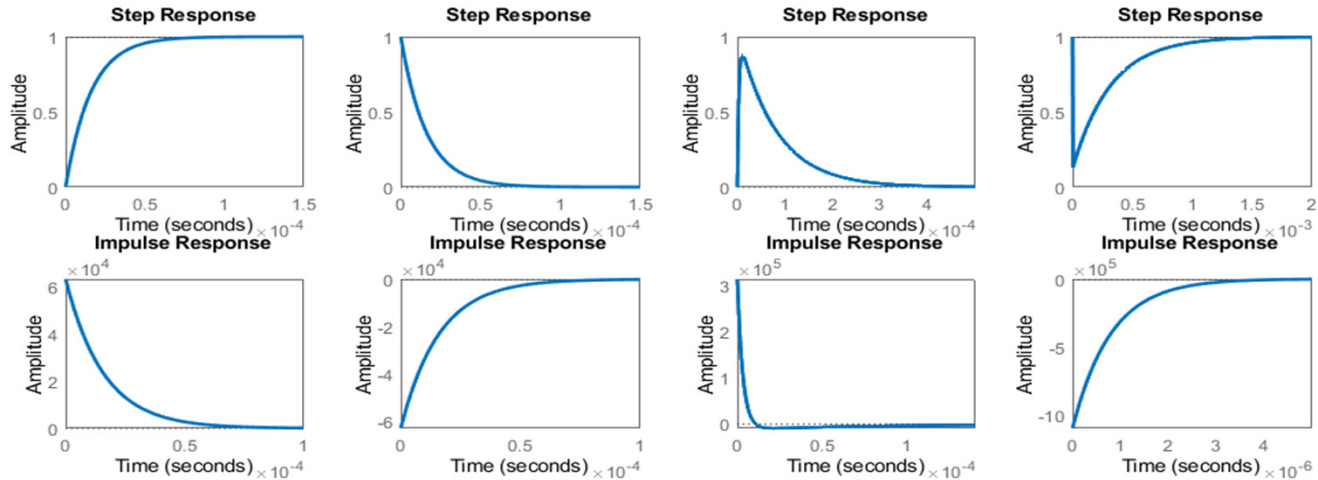 Step Response Step Response Step Response Step Response
1 1 1 1
Amplitude Amplitude Amplitude Amplitude
0.5 0.5 0.5 0.5
0 0 0 0
0 0.5 1 1.5 0 0.5 1 1.5 0 1 2 3 4 0 0.5 1 1.5 2
Time (seconds) ×10⁻⁴ Time (seconds) ×10⁻⁴ Time (seconds) ×10⁻⁴ Time (seconds) ×10⁻³
Impulse Response Impulse Response Impulse Response Impulse Response
×10⁴ ×10⁴ ×10⁵ ×10⁵
6 0 3 0
Amplitude Amplitude Amplitude Amplitude
4 -2 2 -5
2 -4 1 -10
0 -6 0
0 0.5 1 0 0.5 1 0 0.5 1 0 1 2 3 4
Time (seconds) ×10⁻⁴ Time (seconds) ×10⁻⁴ Time (seconds) ×10⁻⁴ Time (seconds) ×10⁻⁶